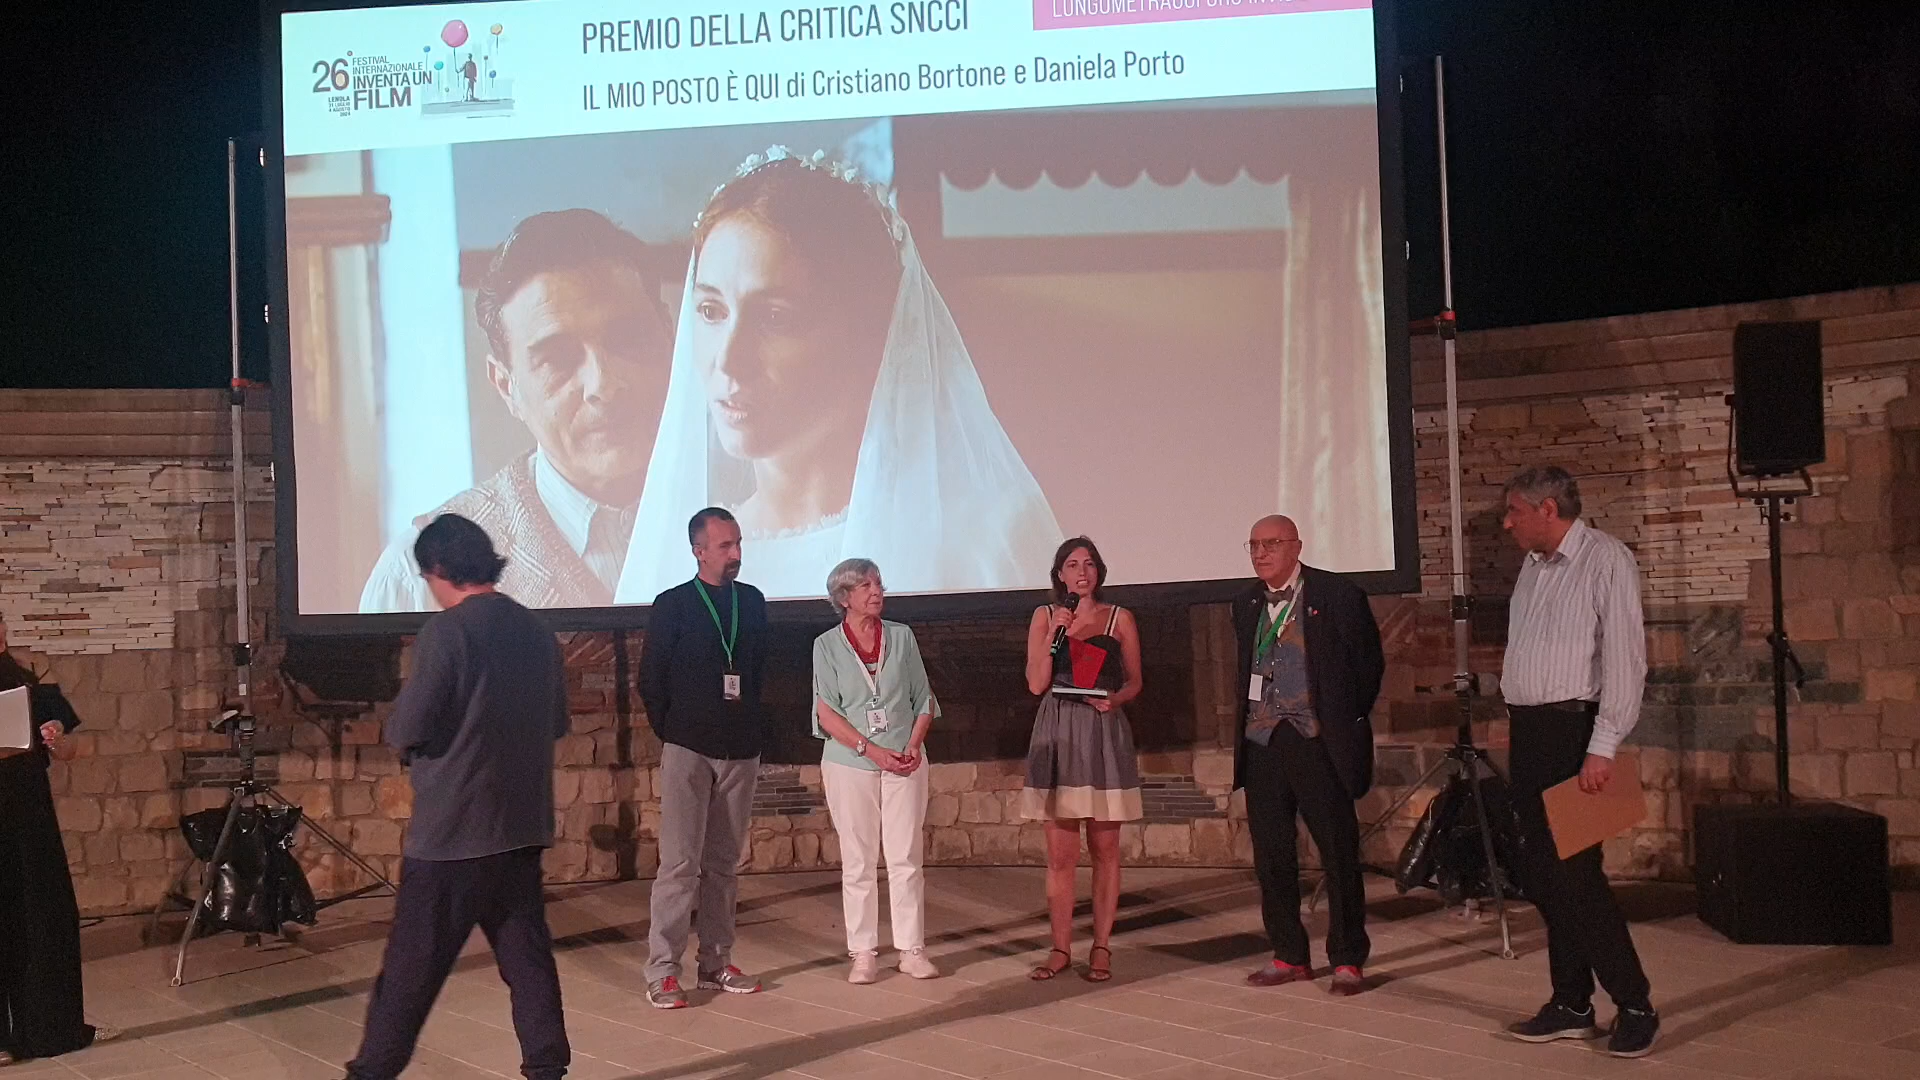 PREMIO DELLA CRITICA SNCCI
IL MIO POSTO È QUI di Cristiano Bortone e Daniela Porto
26
FESTIVAL
INTERNAZIONALE
INVENTA UN
FILM
LENOLA